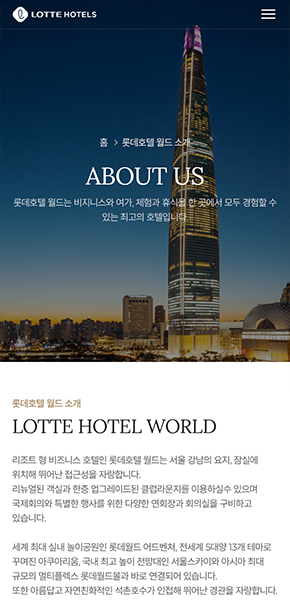 LOTTE HOTELS
홈 > 롯데호텔 월드 소개
ABOUT US
롯데호텔 월드는 비지니스와 여가, 체험과 휴식을 한 곳에서 모두 경험할 수
있는 최고의 호텔입니다
롯데호텔 월드 소개
LOTTE HOTEL WORLD
리조트 형 비즈니스 호텔인 롯데호텔 월드는 서울 강남의 요지, 잠실에
위치해 뛰어난 접근성을 자랑합니다.
리뉴얼된 객실과 한층 업그레이드된 클럽라운지를 이용하실수 있으며
국제회의와 특별한 행사를 위한 다양한 연회장과 회의실을 구비하고
있습니다.
세계 최대 실내 놀이공원인 롯데월드 어드벤쳐, 전세계 5대양 13개 테마로
꾸며진 아쿠아리움, 국내 최고 높이 전망대인 서울스카이와 아시아 최대
규모의 멀티플렉스 롯데월드몰과 바로 연결되어 있습니다.
또한 아름답고 자연친화적인 석촌호수가 인접해 뛰어난 경관을 자랑합니다.